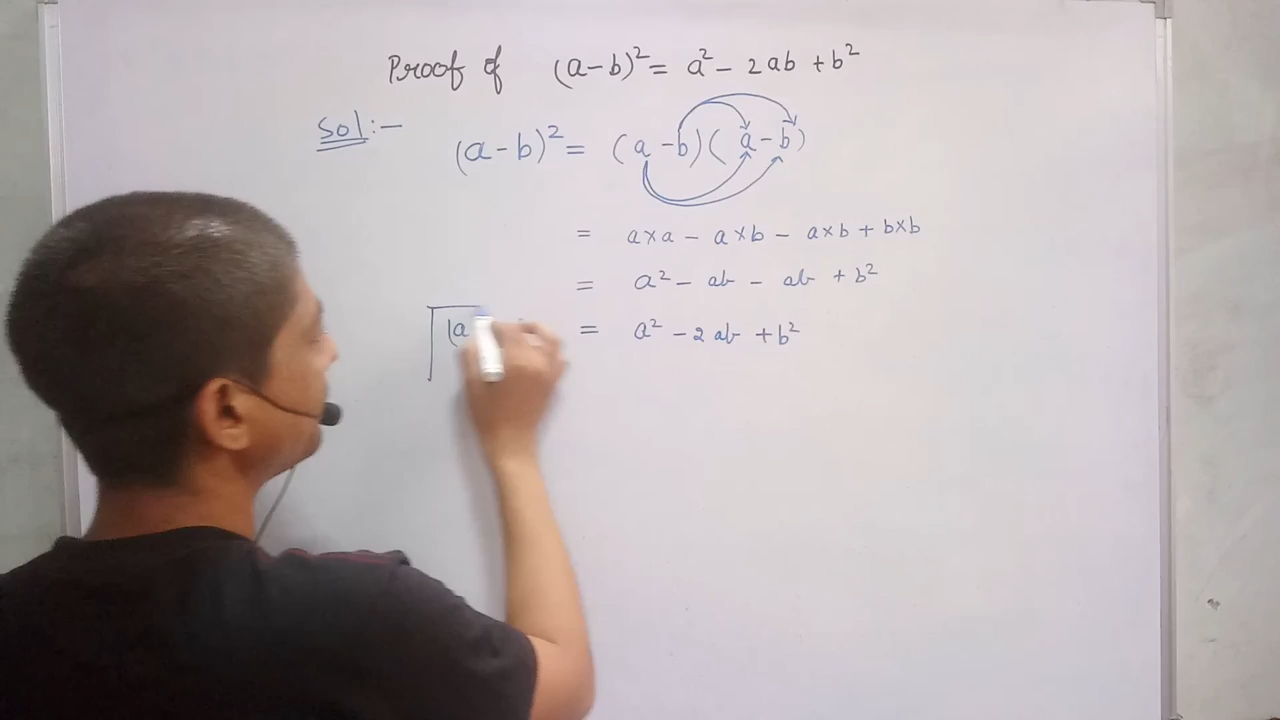 Proof of (a-b)² = a² - 2ab + b²
Sol:-
(a-b)² = (a-b)(a-b)
= a×a - a×b - a×b + b×b
= a² - ab - ab + b²
(a = a² - 2ab + b²